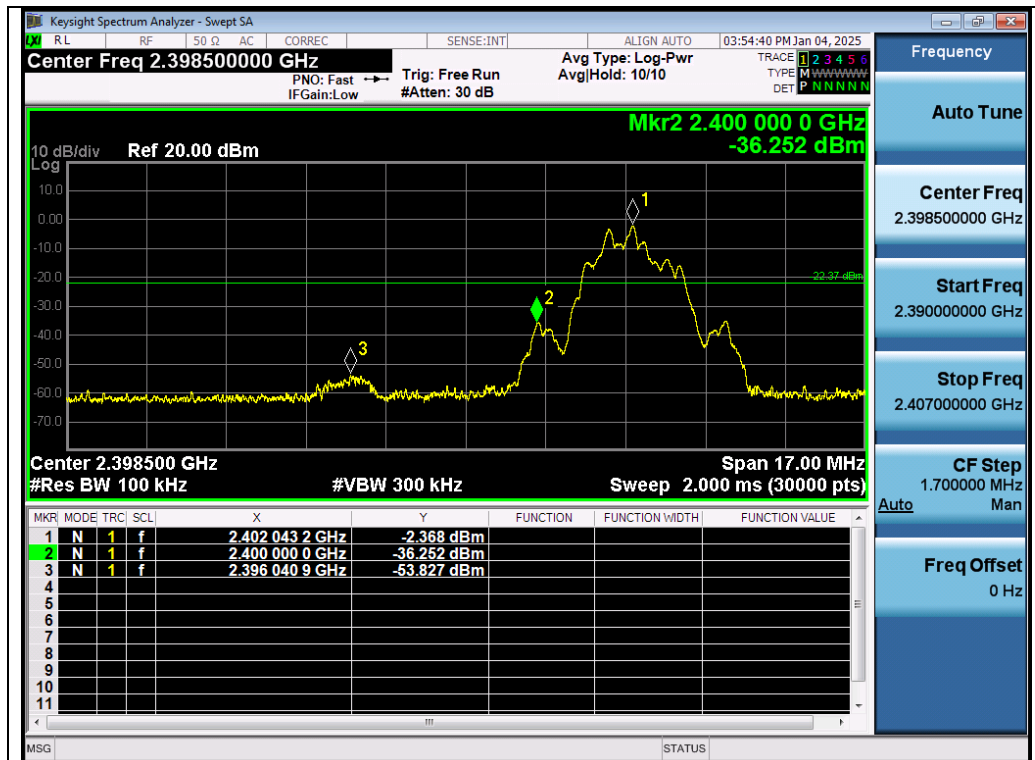 Keysight Spectrum Analyzer - Swept SA
LXI RL RF 50 Ω AC CORREC SENSE:INT ALIGN AUTO 03:54:40 PM Jan 04, 2025
Center Freq 2.398500000 GHz
PNO: Fast
IFGain:Low
Trig: Free Run
#Atten: 30 dB
Avg Type: Log-Pwr
Avg|Hold: 10/10
TRACE 1 2 3 4 5 6
TYPE M WWWWW
DET P N N N N N
Mkr2 2.400 000 0 GHz
-36.252 dBm
10 dB/div Ref 20.00 dBm
Log
10.0
0.00
-10.0
-20.0
-30.0
-40.0
-50.0
-60.0
-70.0
1
-22.37 dBm
2
3
Center 2.398500 GHz Span 17.00 MHz
#Res BW 100 kHz #VBW 300 kHz Sweep 2.000 ms (30000 pts)
MKR MODE TRC SCL X Y FUNCTION FUNCTION WIDTH FUNCTION VALUE
1 N 1 f 2.402 043 2 GHz -2.368 dBm
2 N 1 f 2.400 000 0 GHz -36.252 dBm
3 N 1 f 2.396 040 9 GHz -53.827 dBm
4
5
6
7
8
9
10
11
MSG STATUS
Frequency
Auto Tune
Center Freq
2.398500000 GHz
Start Freq
2.390000000 GHz
Stop Freq
2.407000000 GHz
CF Step
1.700000 MHz
Auto Man
Freq Offset
0 Hz